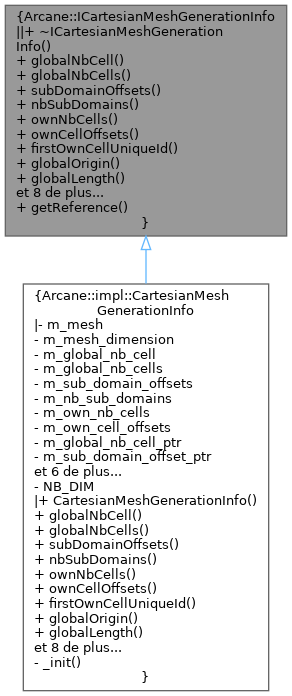 {Arcane::ICartesianMeshGenerationInfo
||+ ~ICartesianMeshGeneration
Info()
+ globalNbCell()
+ globalNbCells()
+ subDomainOffsets()
+ nbSubDomains()
+ ownNbCells()
+ ownCellOffsets()
+ firstOwnCellUniqueId()
+ globalOrigin()
+ globalLength()
et 8 de plus...
+ getReference()
}
{Arcane::impl::CartesianMesh
GenerationInfo
|- m_mesh
- m_mesh_dimension
- m_global_nb_cell
- m_global_nb_cells
- m_sub_domain_offsets
- m_nb_sub_domains
- m_own_nb_cells
- m_own_cell_offsets
- m_global_nb_cell_ptr
- m_sub_domain_offset_ptr
et 6 de plus...
- NB_DIM
|+ CartesianMeshGenerationInfo()
+ globalNbCell()
+ globalNbCells()
+ subDomainOffsets()
+ nbSubDomains()
+ ownNbCells()
+ ownCellOffsets()
+ firstOwnCellUniqueId()
+ globalOrigin()
+ globalLength()
et 8 de plus...
- _init()
}